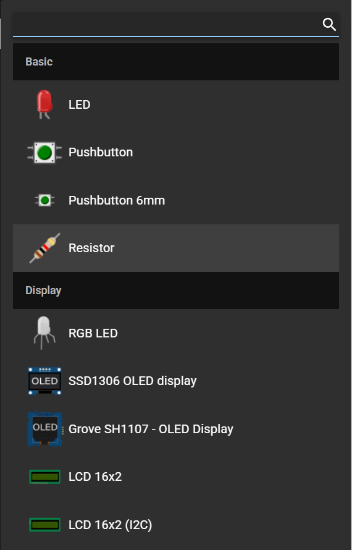 Basic
LED
Pushbutton
Pushbutton 6mm
Resistor
Display
RGB LED
OLED
SSD1306 OLED display
OLED
Grove SH1107 - OLED Display
LCD 16x2
LCD 16x2 (I2C)